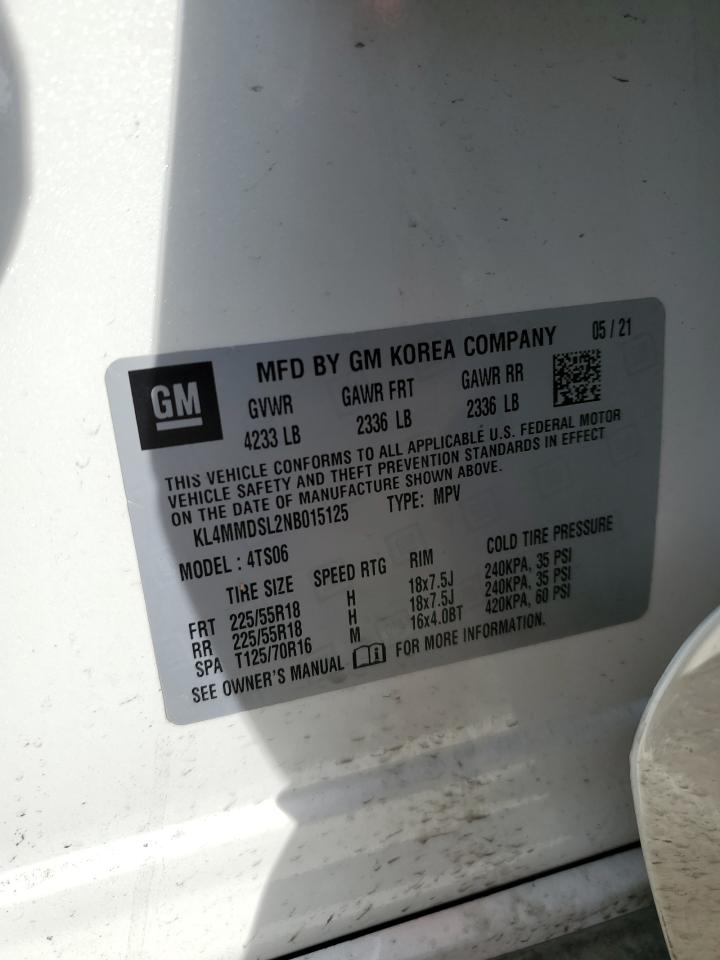 MFD BY GM KOREA COMPANY 05 / 21
GM
GVWR GAWR FRT GAWR RR
4233 LB 2336 LB 2336 LB
THIS VEHICLE CONFORMS TO ALL APPLICABLE U.S. FEDERAL MOTOR
VEHICLE SAFETY AND THEFT PREVENTION STANDARDS IN EFFECT
ON THE DATE OF MANUFACTURE SHOWN ABOVE.
KL4MMDSL2NB015125 TYPE: MPV
MODEL : 4TS06
TIRE SIZE SPEED RTG RIM COLD TIRE PRESSURE
FRT 225/55R18 H 18x7.5J 240KPA, 35 PSI
RR 225/55R18 H 18x7.5J 240KPA, 35 PSI
SPA T125/70R16 M 16x4.0BT 420KPA, 60 PSI
SEE OWNER'S MANUAL FOR MORE INFORMATION.